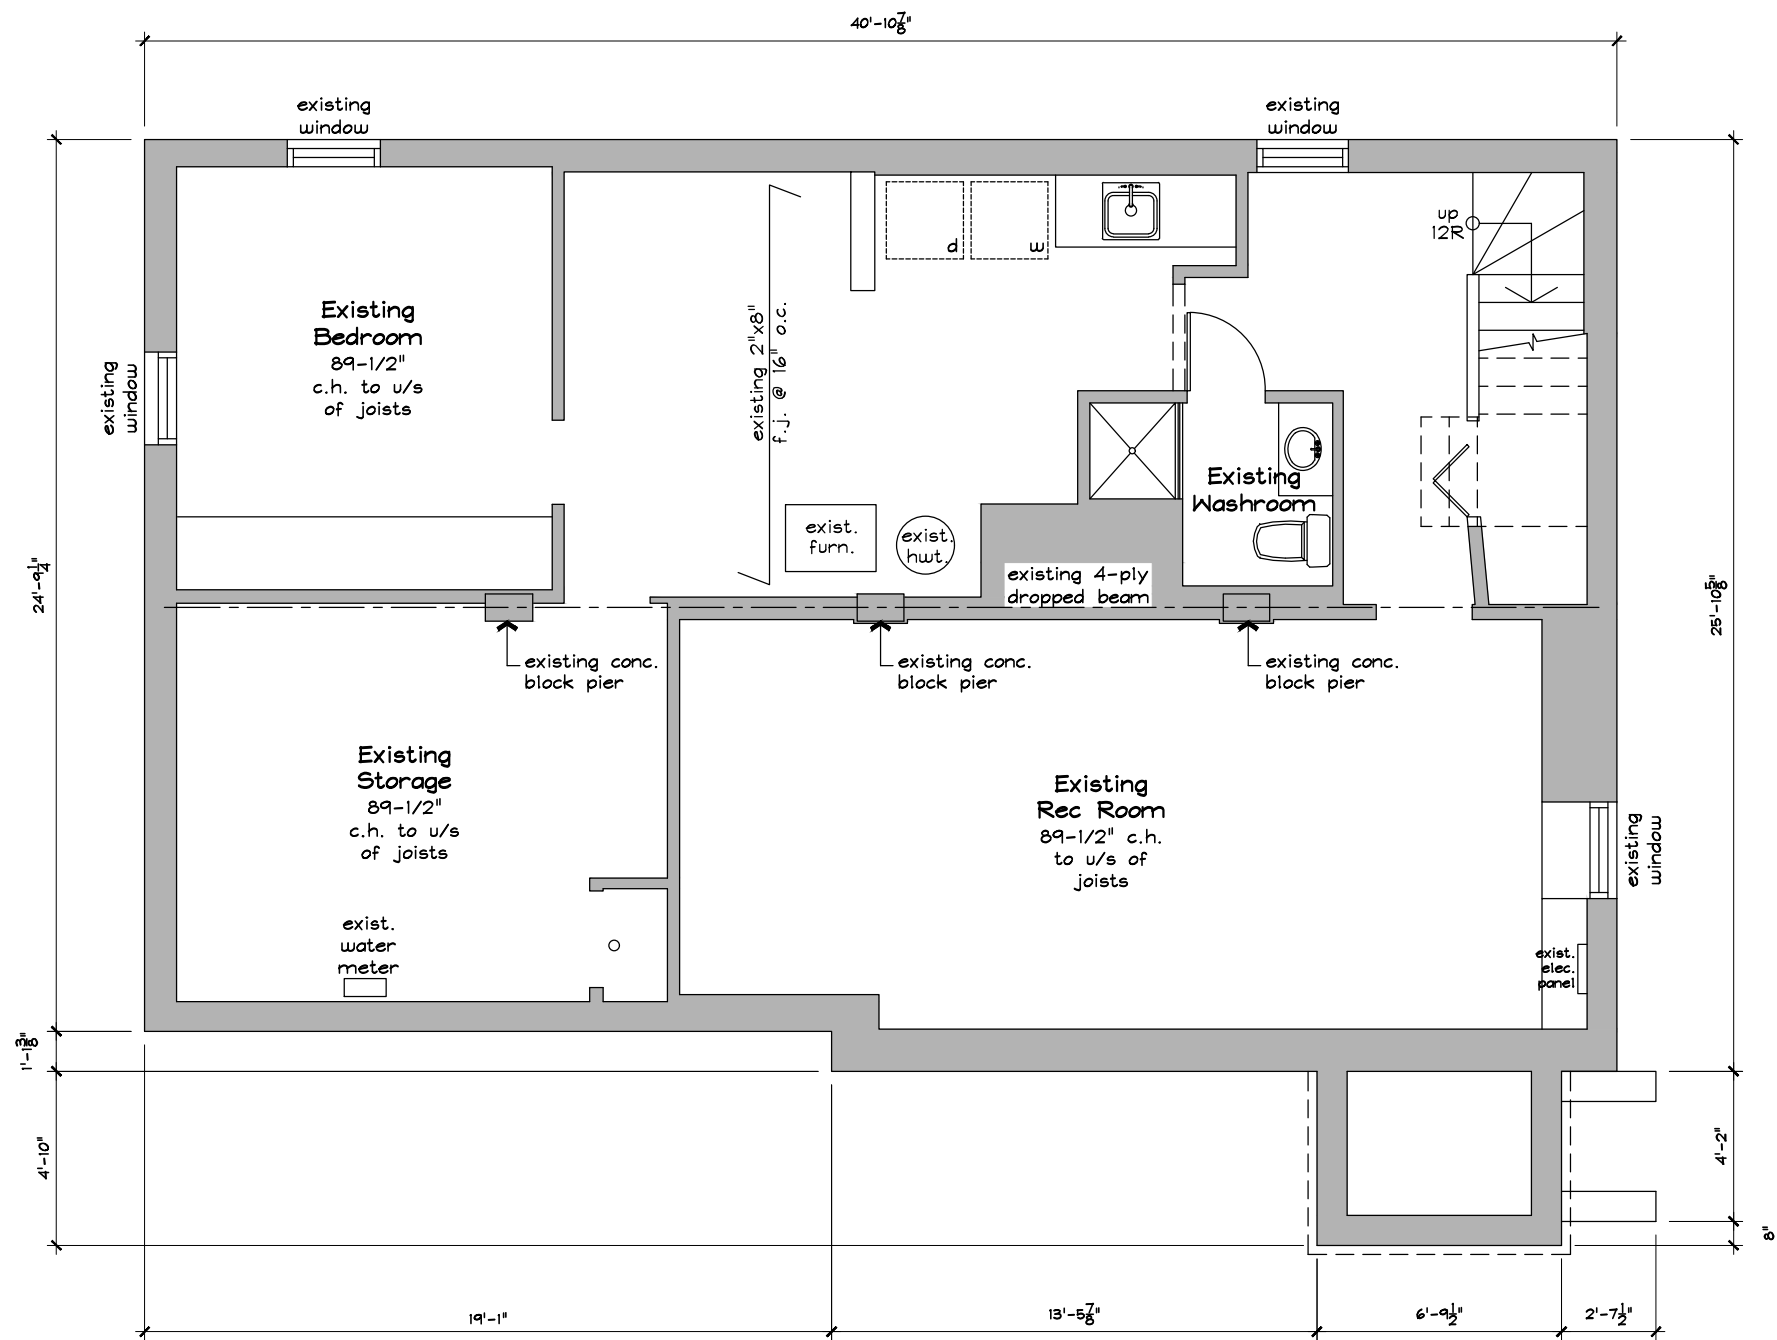 40'-10 7/8"
existing
window
existing
window
up
12R
d
w
Existing
Bedroom
89-1/2"
c.h. to u/s
of joists
existing
window
existing 2"x8"
f.j. @ 16" o.c.
Existing
Washroom
exist.
furn.
exist.
hwt.
existing 4-ply
dropped beam
24'-9 1/4"
25'-10 5/8"
existing conc.
block pier
existing conc.
block pier
existing conc.
block pier
Existing
Storage
89-1/2"
c.h. to u/s
of joists
Existing
Rec Room
89-1/2" c.h.
to u/s of
joists
existing
window
exist.
water
meter
exist.
elec.
panel
1'-1 3/8"
4'-10"
4'-2"
8"
19'-1"
13'-5 7/8"
6'-9 1/2"
2'-7 1/2"